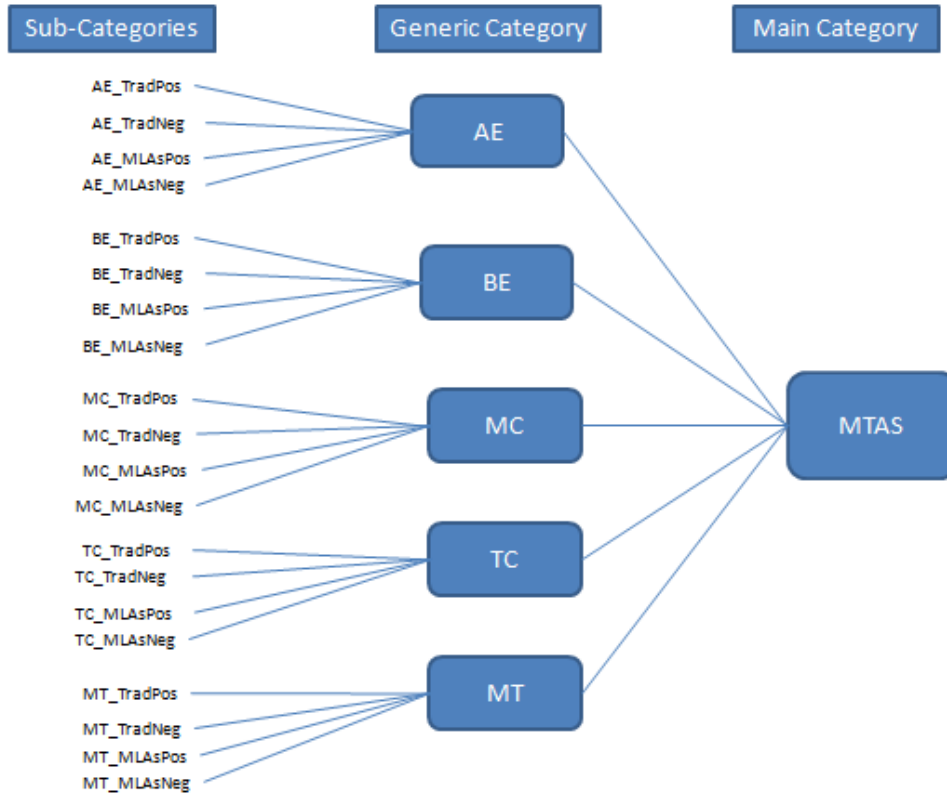 Sub-Categories
Generic Category
Main Category
AE_TradPos
AE_TradNeg
AE_MLAsPos
AE_MLAsNeg
AE
BE_TradPos
BE_TradNeg
BE_MLAsPos
BE_MLAsNeg
BE
MC_TradPos
MC_TradNeg
MC_MLAsPos
MC_MLAsNeg
MC
MTAS
TC_TradPos
TC_TradNeg
TC_MLAsPos
TC_MLAsNeg
TC
MT_TradPos
MT_TradNeg
MT_MLAsPos
MT_MLAsNeg
MT